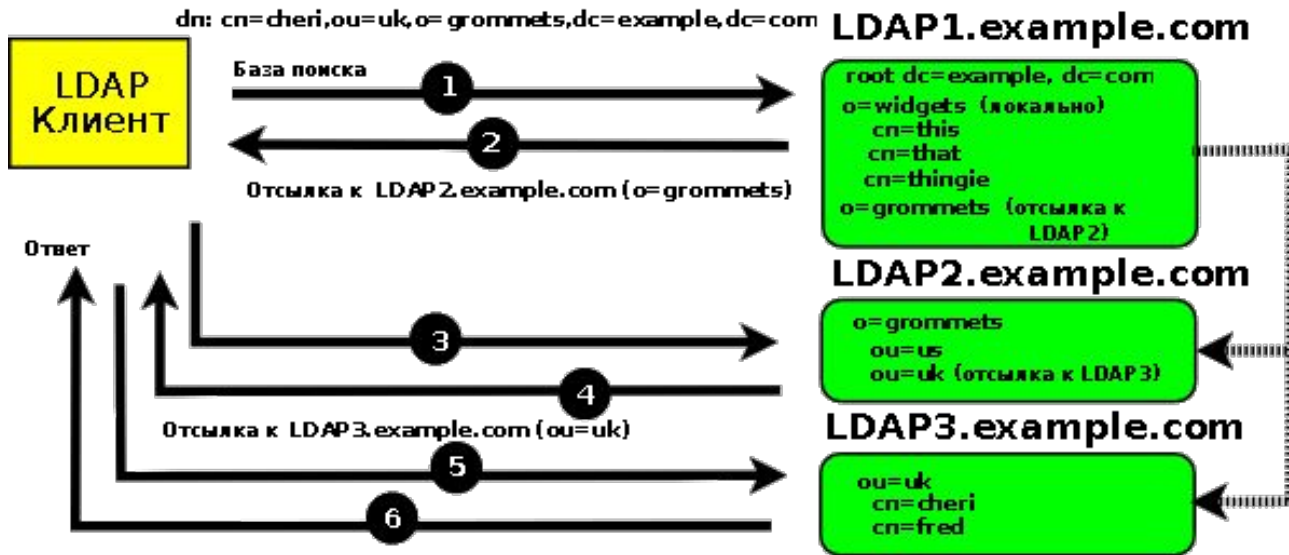 dn: cn=cheri,ou=uk,o=grommets,dc=example,dc=com
LDAP1.example.com
LDAP
Клиент
База поиска
1
2
Отсылка к LDAP2.example.com (o=grommets)
root dc=example, dc=com
o=widgets (локально)
cn=this
cn=that
cn=thingie
o=grommets (отсылка к
LDAP2)
Ответ
LDAP2.example.com
3
4
Отсылка к LDAP3.example.com (ou=uk)
o=grommets
ou=us
ou=uk (отсылка к LDAP3)
LDAP3.example.com
5
6
ou=uk
cn=cheri
cn=fred